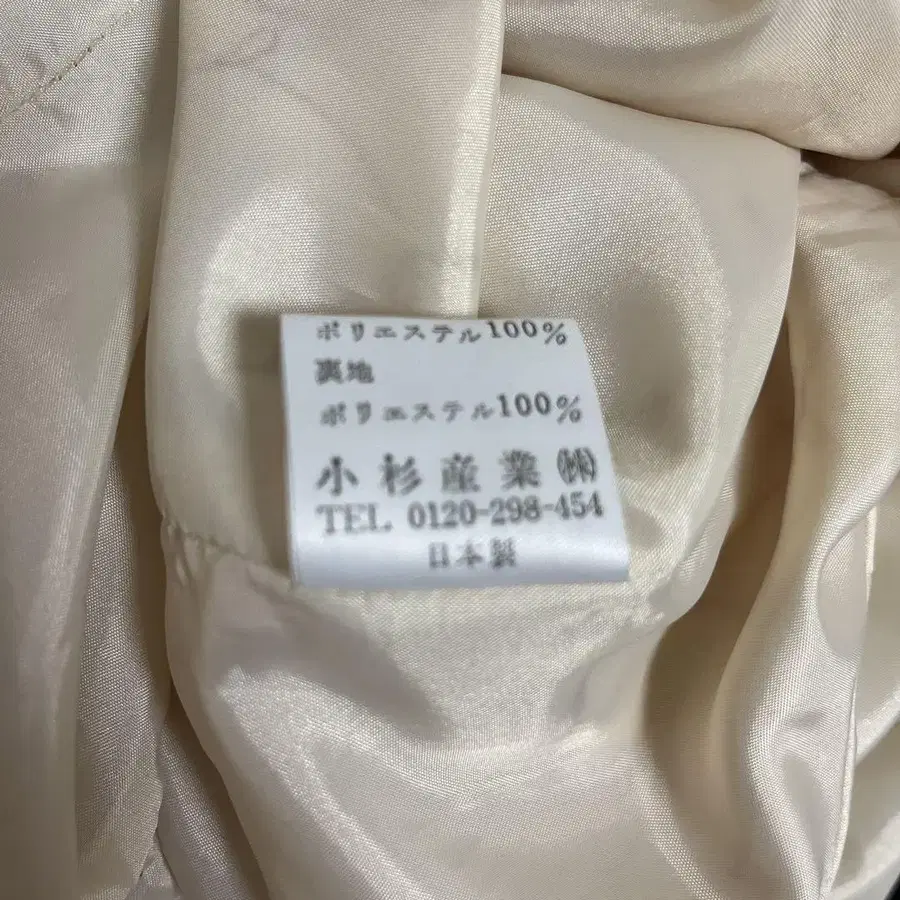 ポリエステル100%
裏地
ポリエステル100%
小杉産業㈱
TEL. 0120-298-454
日本製